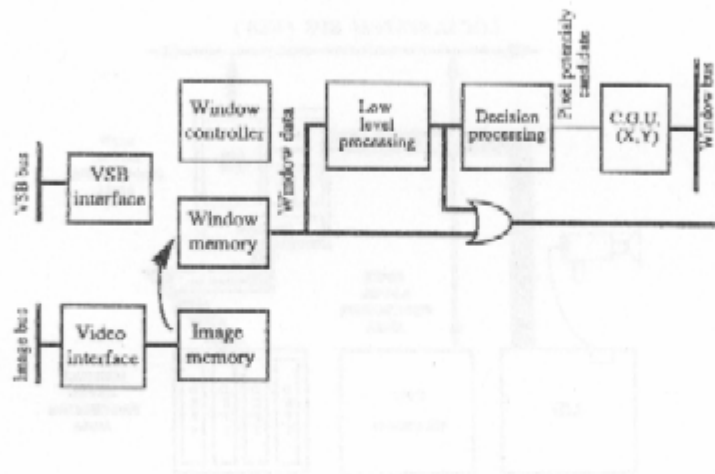 Window
controller
VSB bus
VSB
interface
Window
memory
Window data
Low
level
processing
Decision
processing
Pixel potentialy
candidate
C.G.U.
(X,Y)
Window bus
Image bus
Video
interface
Image
memory